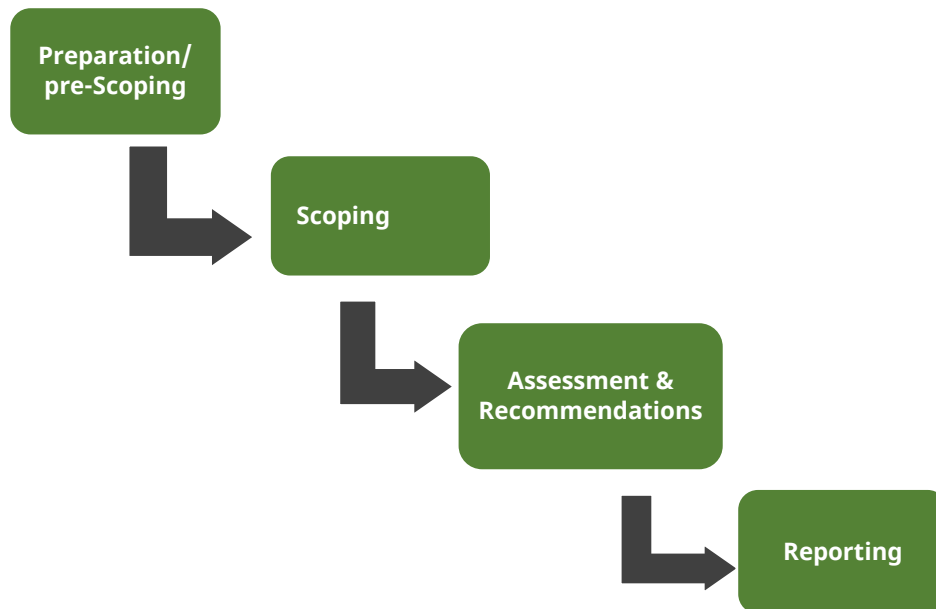 Preparation/
pre-Scoping
Scoping
Assessment &
Recommendations
Reporting